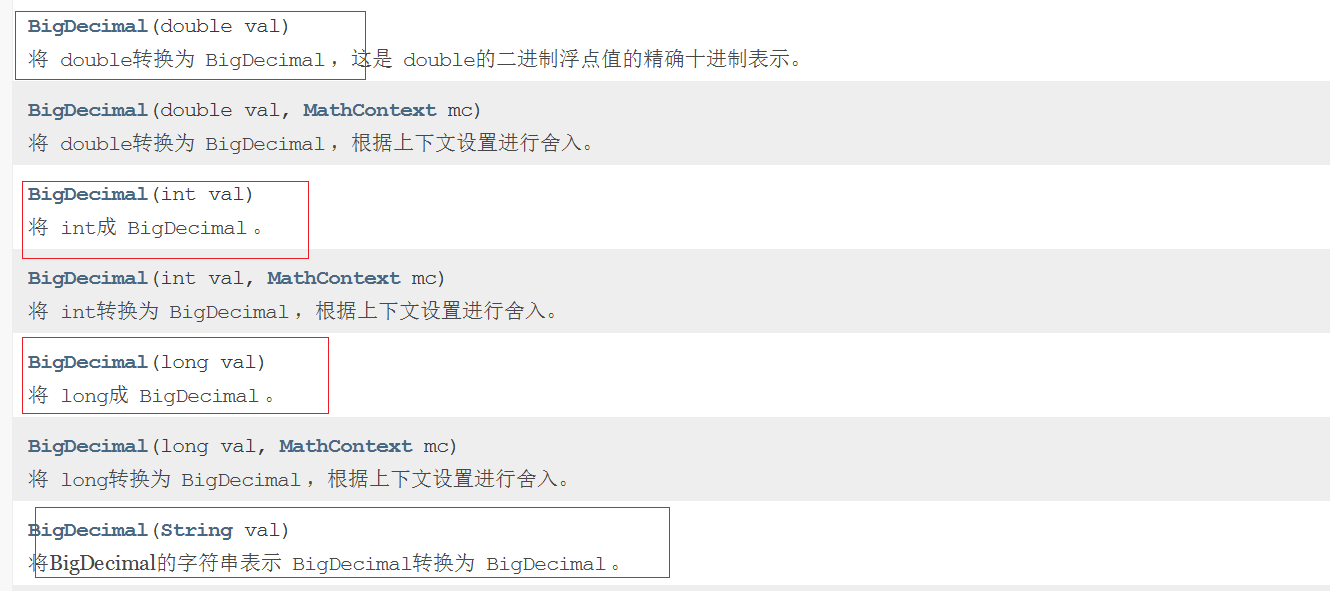 BigDecimal(double val)
将 double转换为 BigDecimal，这是 double的二进制浮点值的精确十进制表示。
BigDecimal(double val, MathContext mc)
将 double转换为 BigDecimal，根据上下文设置进行舍入。
BigDecimal(int val)
将 int成 BigDecimal。
BigDecimal(int val, MathContext mc)
将 int转换为 BigDecimal，根据上下文设置进行舍入。
BigDecimal(long val)
将 long成 BigDecimal。
BigDecimal(long val, MathContext mc)
将 long转换为 BigDecimal，根据上下文设置进行舍入。
BigDecimal(String val)
将BigDecimal的字符串表示 BigDecimal转换为 BigDecimal。